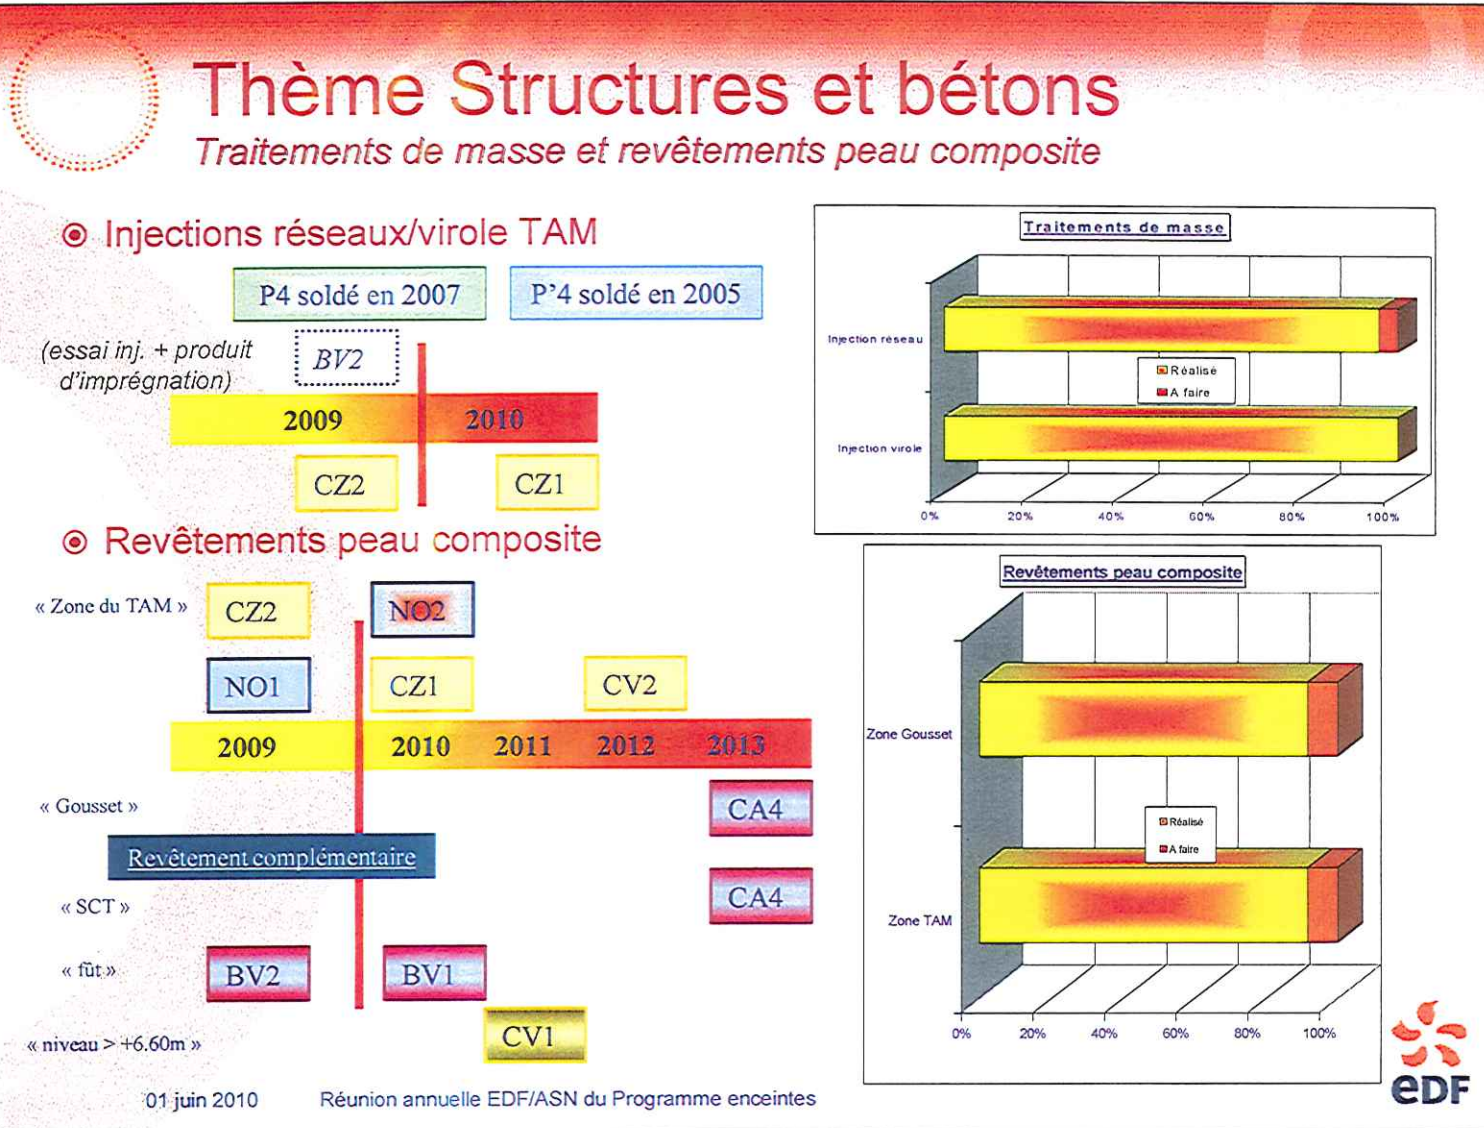 Thème Structures et bétons
Traitements de masse et revêtements peau composite
Injections réseaux/virole TAM
P4 soldé en 2007
P'4 soldé en 2005
(essai inj. + produit
d'imprégnation)
BV2
2009
2010
CZ2
CZ1
Revêtements peau composite
« Zone du TAM »
CZ2
NO2
NO1
CZ1
CV2
2009
2010
2011
2012
2013
« Gousset »
CA4
Revêtement complémentaire
« SCT »
CA4
« fût »
BV2
BV1
« niveau > +6.60m »
CV1
Traitements de masse
Injection réseau
Réalisé
A faire
Injection virole
0%
20%
40%
60%
80%
100%
Revêtements peau composite
Zone Gousset
Réalisé
A faire
Zone TAM
0%
20%
40%
60%
80%
100%
01 juin 2010
Réunion annuelle EDF/ASN du Programme enceintes
eDF